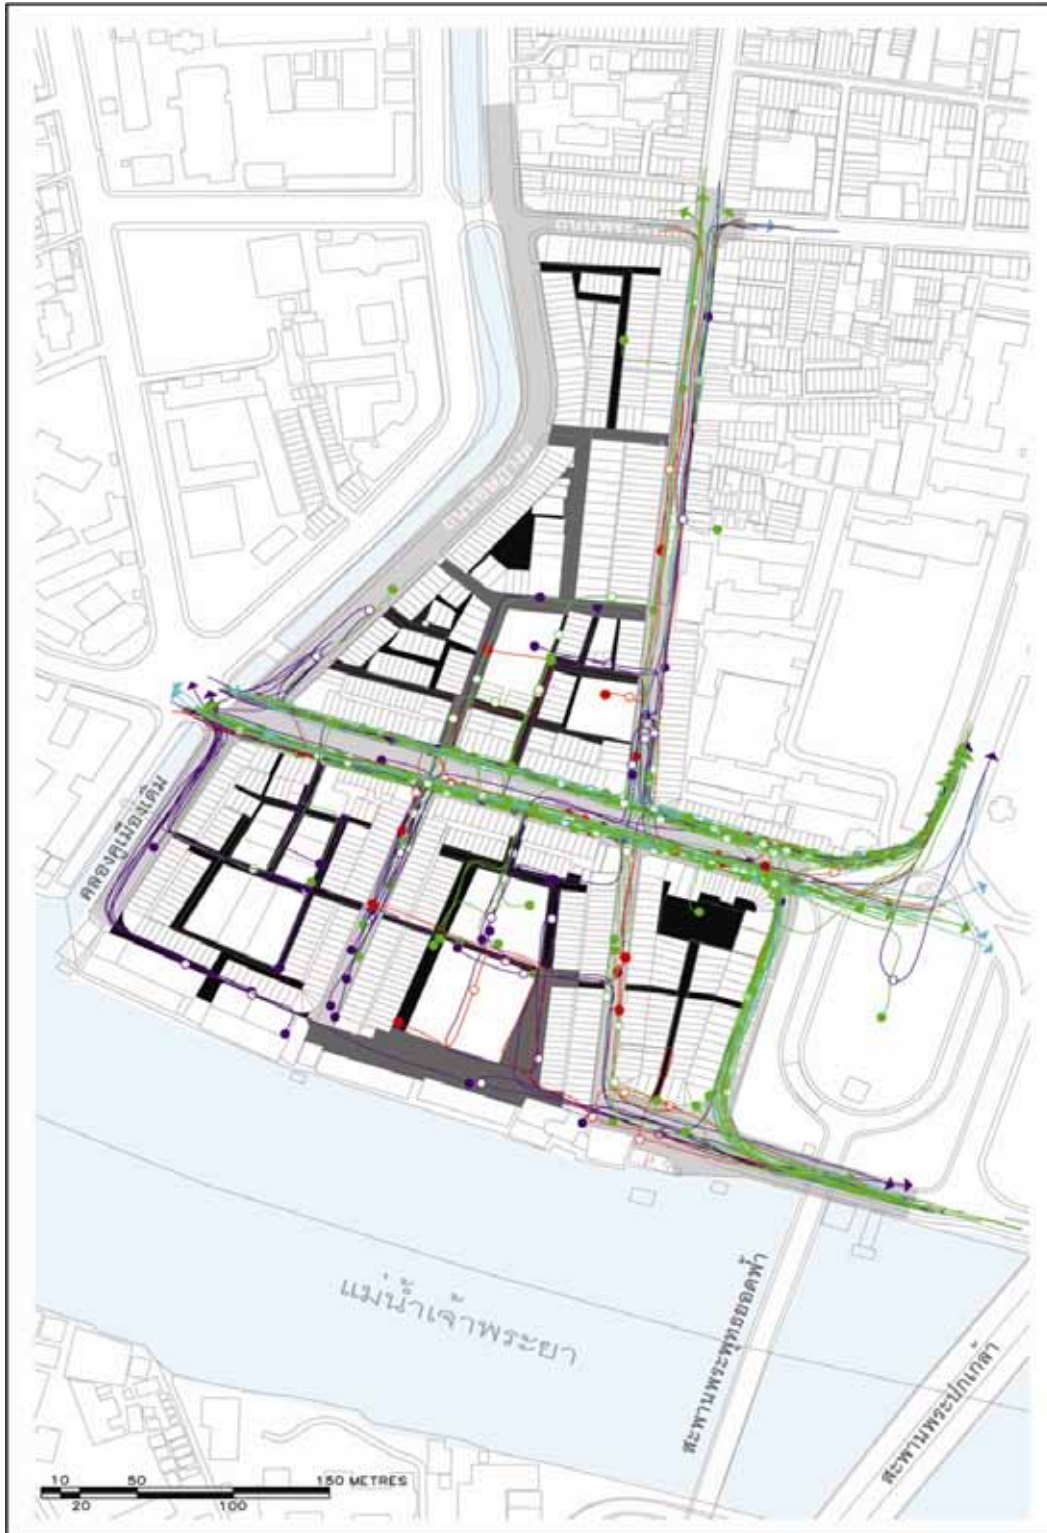 คลองคูเมืองเดิม
แม่น้ำเจ้าพระยา
สะพานพระพุทธยอดฟ้า
สะพานพระปกเกล้า
10 50 150 METRES
20 100